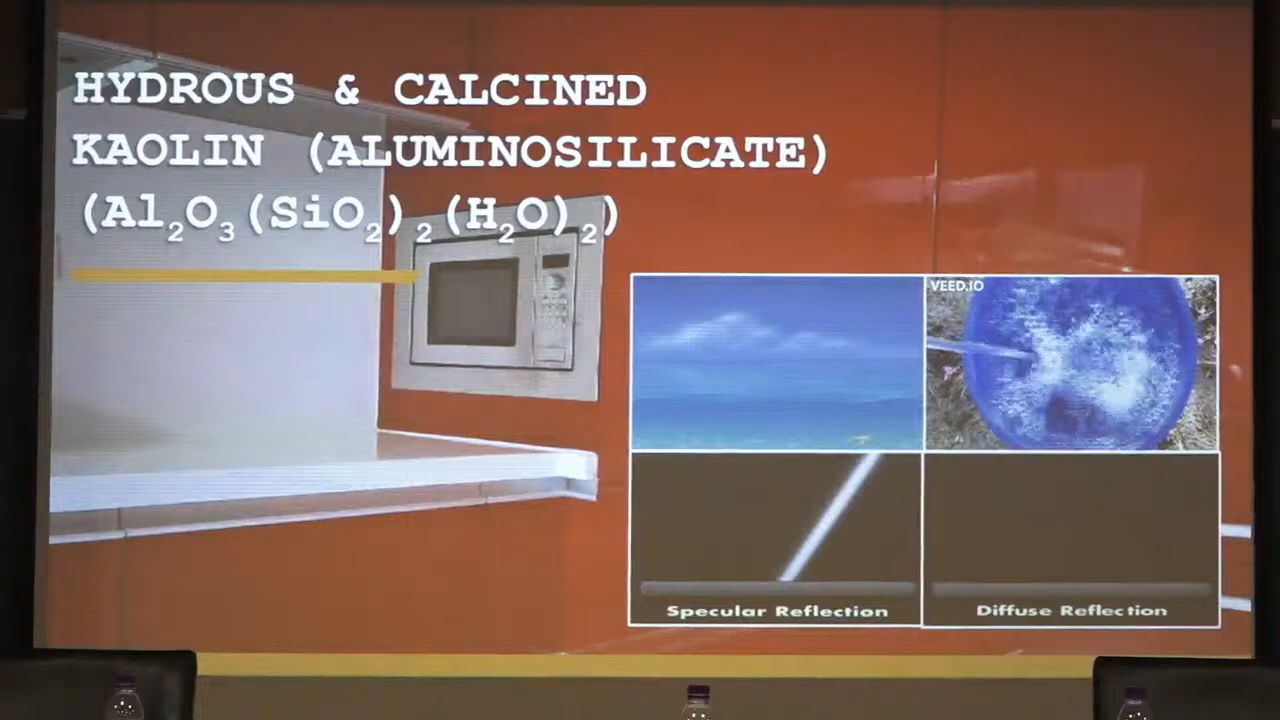 HYDROUS & CALCINED
KAOLIN (ALUMINOSILICATE)
(Al₂O₃(SiO₂)₂(H₂O)₂)
VEED.IO
Specular Reflection
Diffuse Reflection